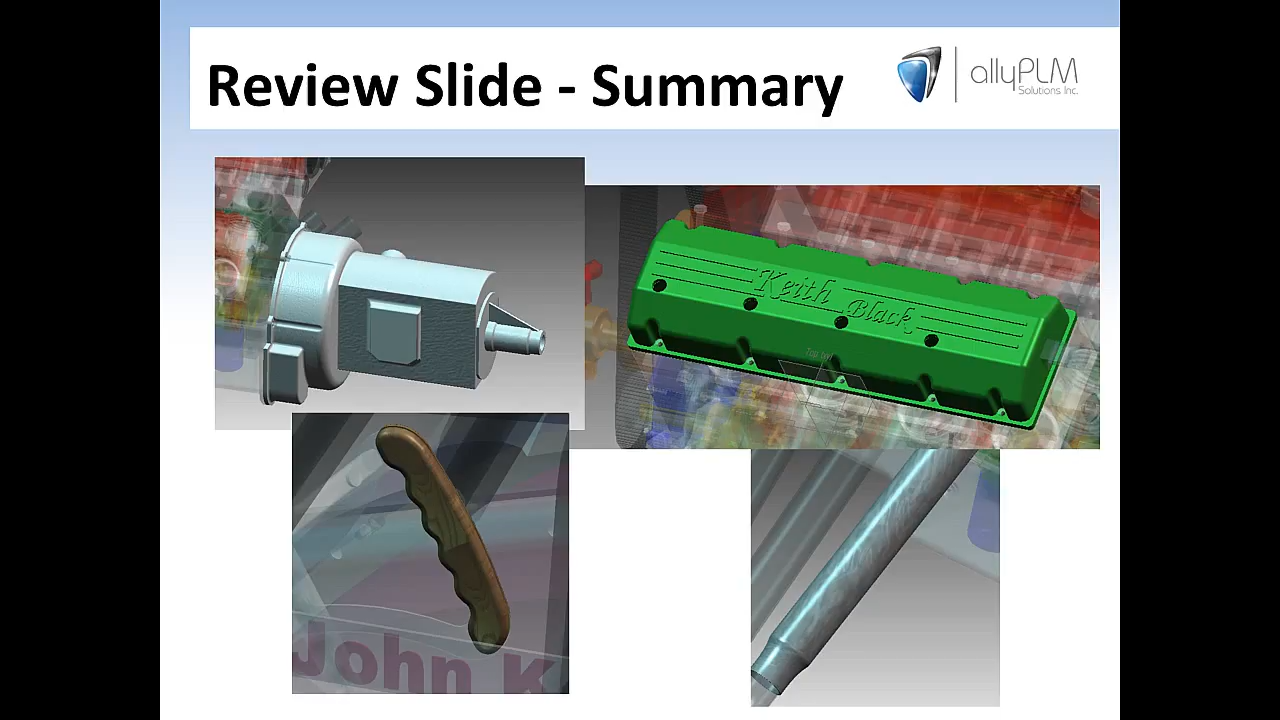 Review Slide - Summary
allyPLM
Solutions Inc.
Keith
Black
John K